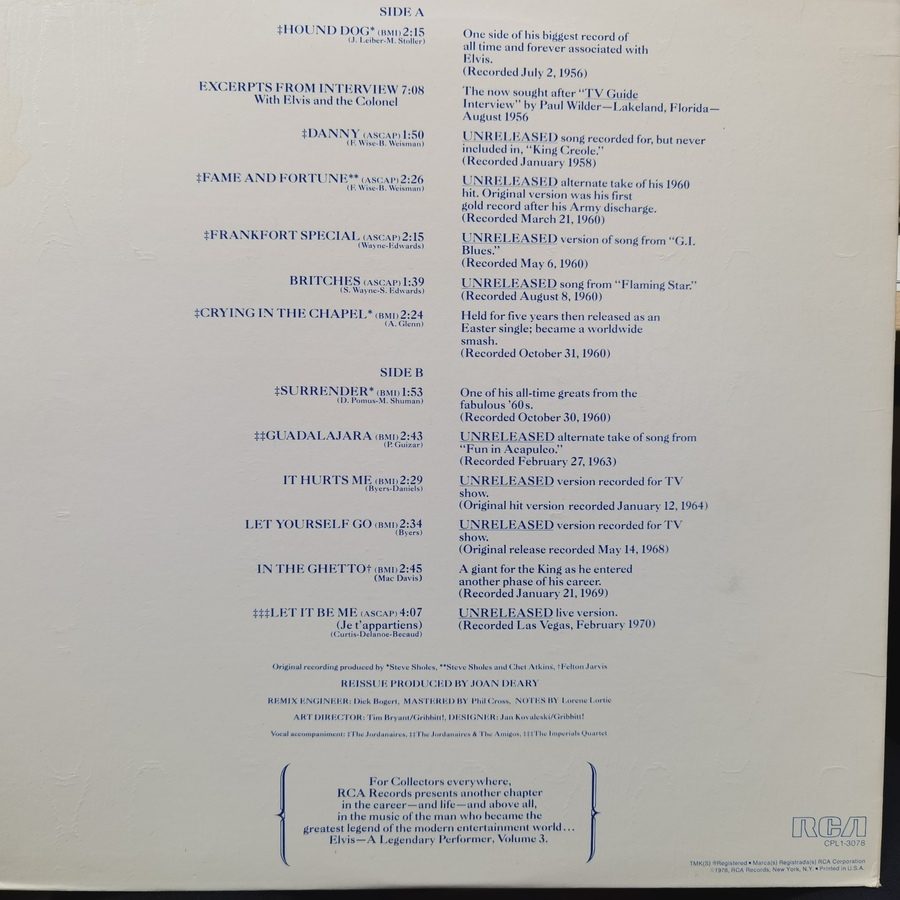 SIDE A
‡HOUND DOG* (BMI) 2:15
(J. Leiber-M. Stoller)
One side of his biggest record of
all time and forever associated with
Elvis.
(Recorded July 2, 1956)
EXCERPTS FROM INTERVIEW 7:08
With Elvis and the Colonel
The now sought after “TV Guide
Interview” by Paul Wilder—Lakeland, Florida—
August 1956
‡DANNY (ASCAP) 1:50
(F. Wise-B. Weisman)
UNRELEASED song recorded for, but never
included in, “King Creole.”
(Recorded January 1958)
‡FAME AND FORTUNE** (ASCAP) 2:26
(F. Wise-B. Weisman)
UNRELEASED alternate take of his 1960
hit. Original version was his first
gold record after his Army discharge.
(Recorded March 21, 1960)
‡FRANKFORT SPECIAL (ASCAP) 2:15
(Wayne-Edwards)
UNRELEASED version of song from “G.I.
Blues.”
(Recorded May 6, 1960)
BRITCHES (ASCAP) 1:39
(S. Wayne-S. Edwards)
UNRELEASED song from “Flaming Star.”
(Recorded August 8, 1960)
‡CRYING IN THE CHAPEL* (BMI) 2:24
(A. Glenn)
Held for five years then released as an
Easter single; became a worldwide
smash.
(Recorded October 31, 1960)
SIDE B
‡SURRENDER* (BMI) 1:53
(D. Pomus-M. Shuman)
One of his all-time greats from the
fabulous ’60s.
(Recorded October 30, 1960)
‡‡GUADALAJARA (BMI) 2:43
(P. Guizar)
UNRELEASED alternate take of song from
“Fun in Acapulco.”
(Recorded February 27, 1963)
IT HURTS ME (BMI) 2:29
(Byers-Daniels)
UNRELEASED version recorded for TV
show.
(Original hit version recorded January 12, 1964)
LET YOURSELF GO (BMI) 2:34
(Byers)
UNRELEASED version recorded for TV
show.
(Original release recorded May 14, 1968)
IN THE GHETTO† (BMI) 2:45
(Mac Davis)
A giant for the King as he entered
another phase of his career.
(Recorded January 21, 1969)
‡‡‡LET IT BE ME (ASCAP) 4:07
(Je t’appartiens)
(Curtis-Delanoe-Becaud)
UNRELEASED live version.
(Recorded Las Vegas, February 1970)
Original recording produced by *Steve Sholes, **Steve Sholes and Chet Atkins, †Felton Jarvis
REISSUE PRODUCED BY JOAN DEARY
REMIX ENGINEER: Dick Bogert, MASTERED BY Phil Cross, NOTES BY Lorene Lortie
ART DIRECTOR: Tim Bryant/Gribbitt!, DESIGNER: Jan Kovaleski/Gribbitt!
Vocal accompaniment: ‡The Jordanaires, ‡‡The Jordanaires & The Amigos, ‡‡‡The Imperials Quartet
For Collectors everywhere,
RCA Records presents another chapter
in the career—and life—and above all,
in the music of the man who became the
greatest legend of the modern entertainment world...
Elvis—A Legendary Performer, Volume 3.
RCA
CPL1-3078
TMK(S) ®Registered • Marca(s) Registrada(s) RCA Corporation
©1978, RCA Records, New York, N.Y. • Printed in U.S.A.